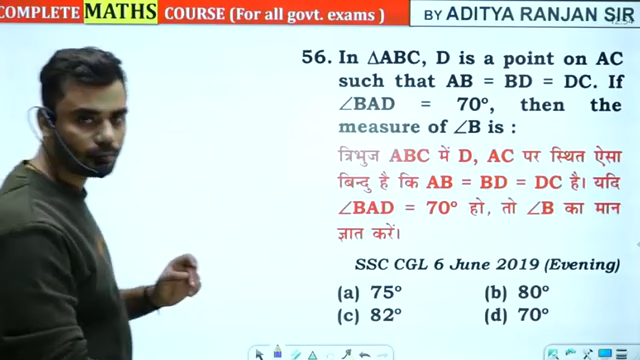 COMPLETE MATHS COURSE (For all govt. exams)
BY ADITYA RANJAN SIR
56. In ΔABC, D is a point on AC
such that AB = BD = DC. If
∠BAD = 70°, then the
measure of ∠B is :
त्रिभुज ABC में D, AC पर स्थित ऐसा
बिन्दु है कि AB = BD = DC है। यदि
∠BAD = 70° हो, तो ∠B का मान
ज्ञात करें।
SSC CGL 6 June 2019 (Evening)
(a) 75° (b) 80°
(c) 82° (d) 70°